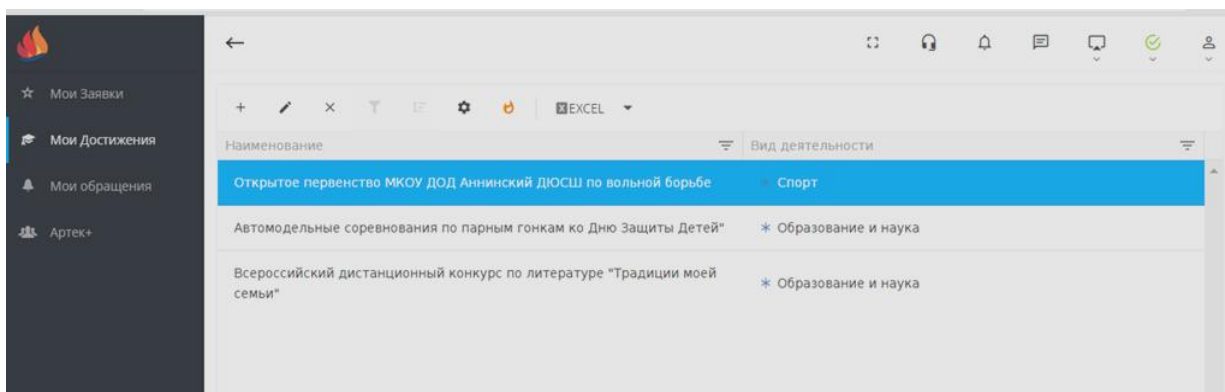 Мои Заявки
Мои Достижения
Мои обращения
Артек+
EXCEL
Наименование
Вид деятельности
Открытое первенство МКОУ ДОД Аннинский ДЮСШ по вольной борьбе
Спорт
Автомодельные соревнования по парным гонкам ко Дню Защиты Детей"
Образование и наука
Всероссийский дистанционный конкурс по литературе "Традиции моей
семьи"
Образование и наука